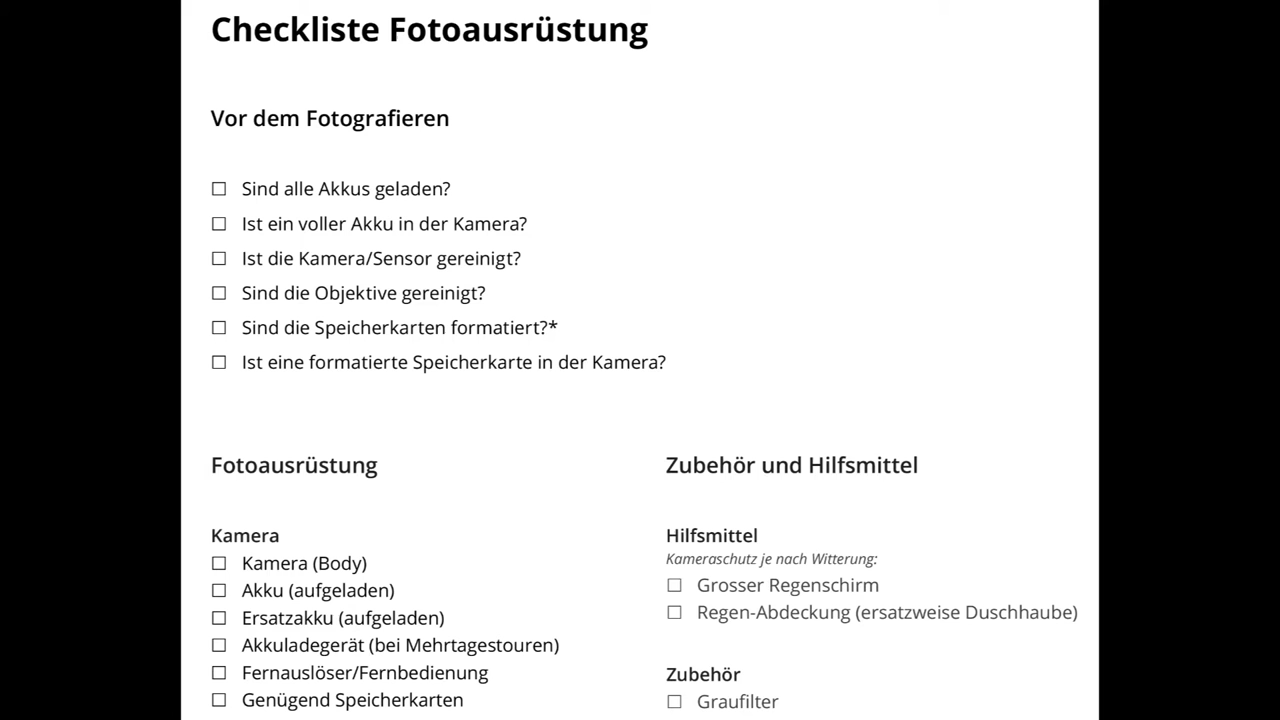 Checkliste Fotoausrüstung
Vor dem Fotografieren
☐ Sind alle Akkus geladen?
☐ Ist ein voller Akku in der Kamera?
☐ Ist die Kamera/Sensor gereinigt?
☐ Sind die Objektive gereinigt?
☐ Sind die Speicherkarten formatiert?*
☐ Ist eine formatierte Speicherkarte in der Kamera?
Fotoausrüstung
Kamera
☐ Kamera (Body)
☐ Akku (aufgeladen)
☐ Ersatzakku (aufgeladen)
☐ Akkuladegerät (bei Mehrtagestouren)
☐ Fernauslöser/Fernbedienung
☐ Genügend Speicherkarten
Zubehör und Hilfsmittel
Hilfsmittel
Kameraschutz je nach Witterung:
☐ Grosser Regenschirm
☐ Regen-Abdeckung (ersatzweise Duschhaube)
Zubehör
☐ Graufilter